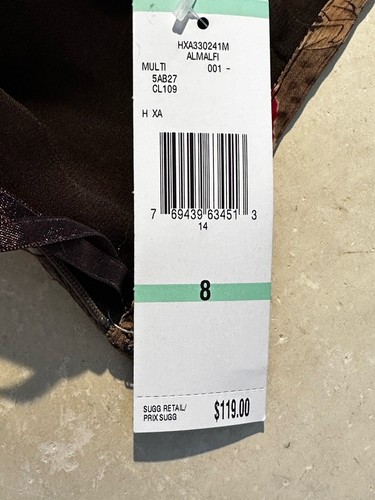 HXA330241M
ALMALFI
MULTI 001 -
5AB27
CL109
H XA
7 69439 63451 3
14
8
SUGG RETAIL/
PRIX SUGG $119.00